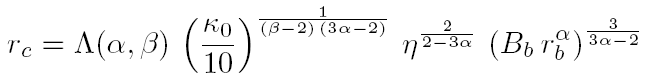 r_c = Λ(α, β) (κ_0/10)^{1/((β−2)(3α−2))} η^{2/(2−3α)} (B_b r_b^α)^{3/(3α−2)}